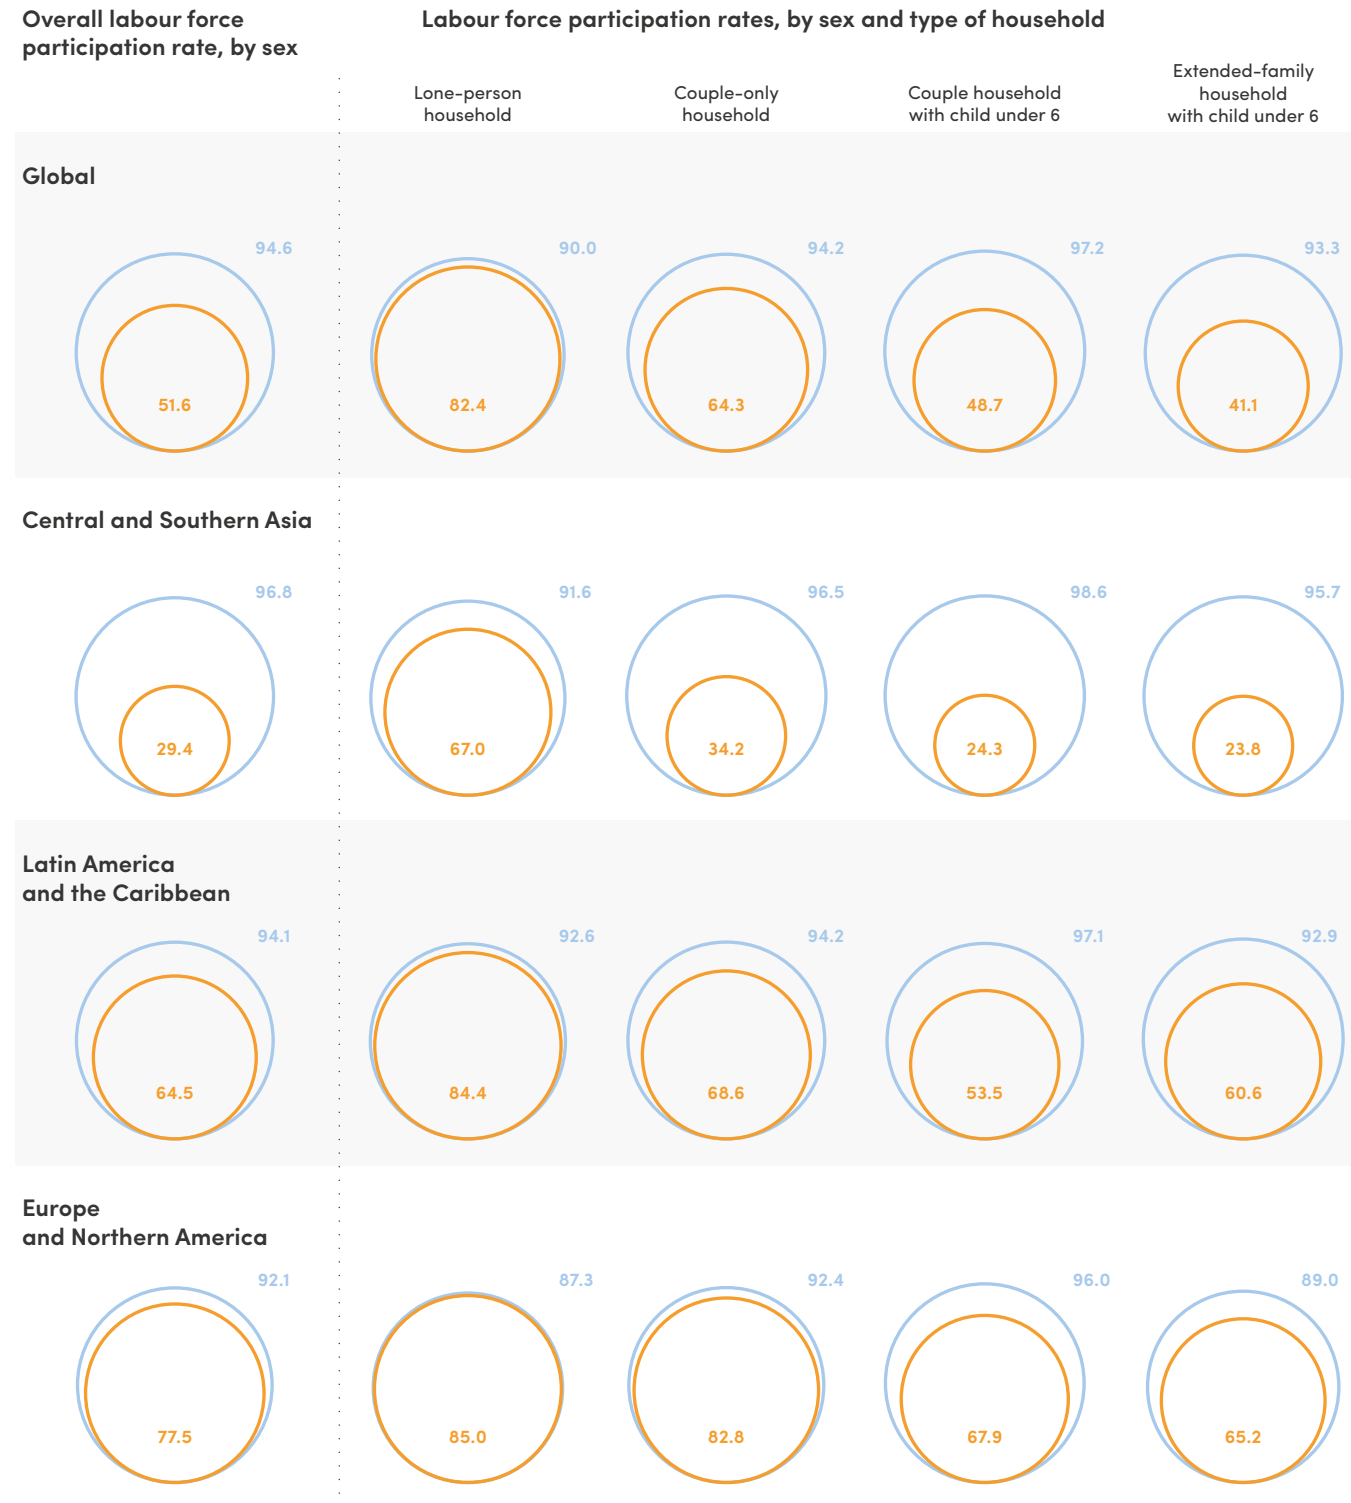 Overall labour force
participation rate, by sex
Labour force participation rates, by sex and type of household
Lone-person
household
Couple-only
household
Couple household
with child under 6
Extended-family
household
with child under 6
Global
94.6
51.6
90.0
82.4
94.2
64.3
97.2
48.7
93.3
41.1
Central and Southern Asia
96.8
29.4
91.6
67.0
96.5
34.2
98.6
24.3
95.7
23.8
Latin America
and the Caribbean
94.1
64.5
92.6
84.4
94.2
68.6
97.1
53.5
92.9
60.6
Europe
and Northern America
92.1
77.5
87.3
85.0
92.4
82.8
96.0
67.9
89.0
65.2